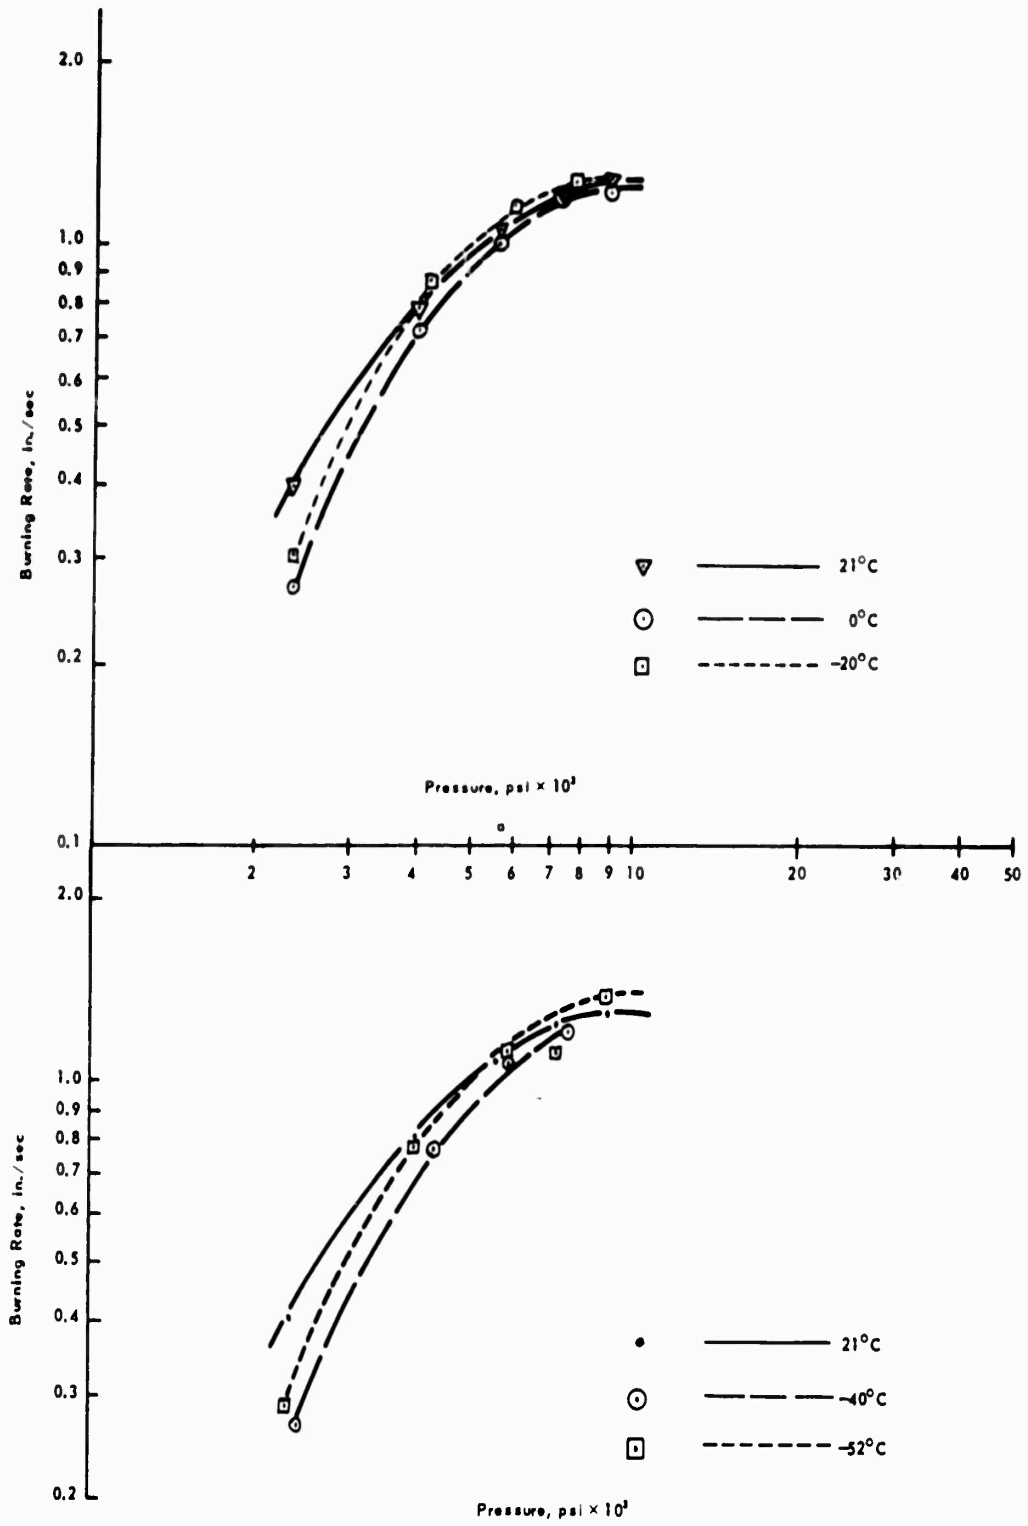 2.0
1.0
0.9
0.8
0.7
0.6
0.5
0.4
0.3
0.2
0.1
Burning Rate, in./sec
21°C
0°C
-20°C
Pressure, psi × 10³
2 3 4 5 6 7 8 9 10 20 30 40 50
2.0
1.0
0.9
0.8
0.7
0.6
0.5
0.4
0.3
0.2
Burning Rate, in./sec
21°C
-40°C
-52°C
Pressure, psi × 10³